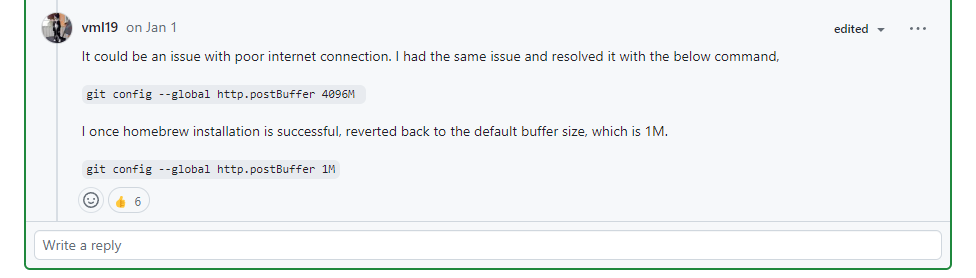 vml19 on Jan 1
edited
It could be an issue with poor internet connection. I had the same issue and resolved it with the below command,
git config --global http.postBuffer 4096M
I once homebrew installation is successful, reverted back to the default buffer size, which is 1M.
git config --global http.postBuffer 1M
6
Write a reply